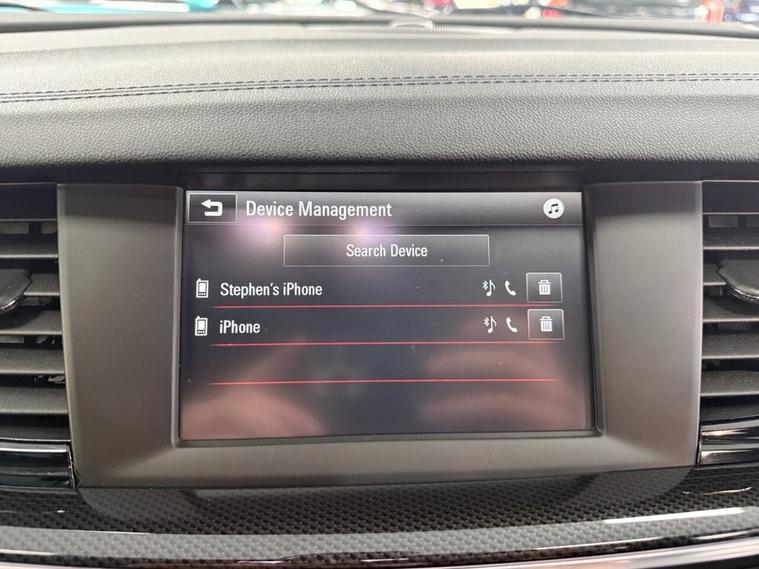 Device Management
Search Device
Stephen's iPhone
iPhone